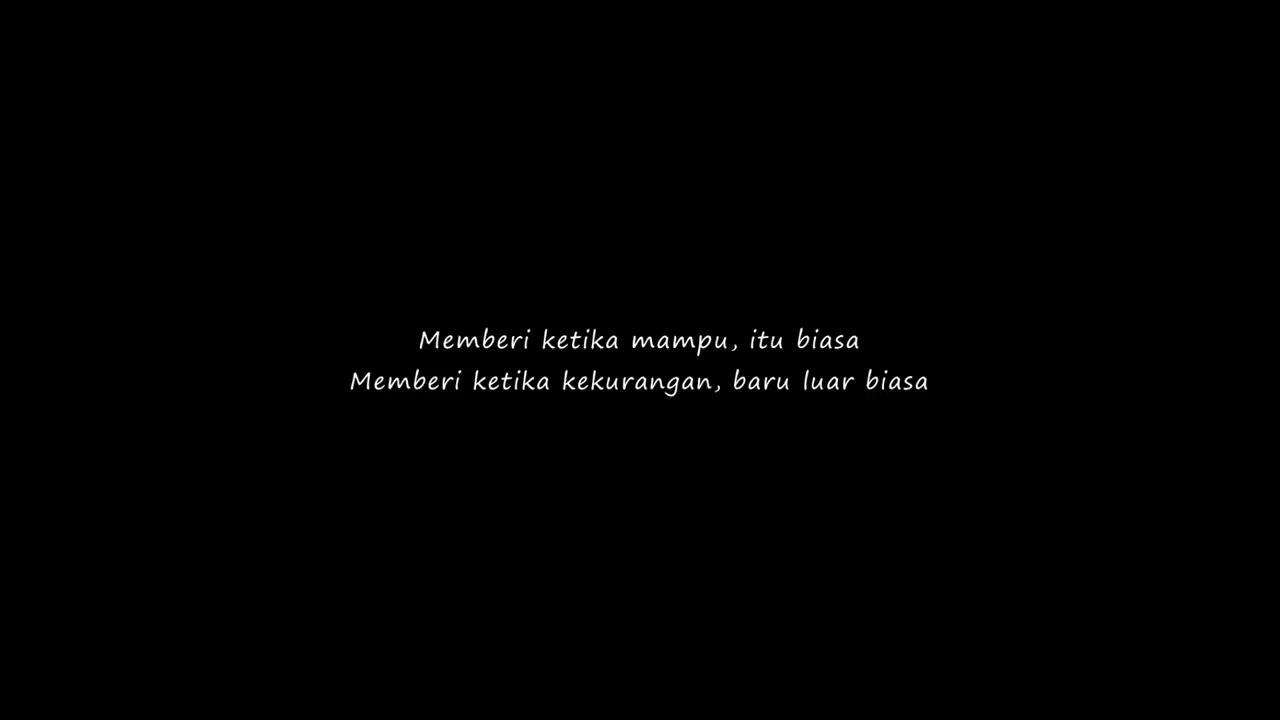 Memberi ketika mampu, itu biasa
Memberi ketika kekurangan, baru luar biasa